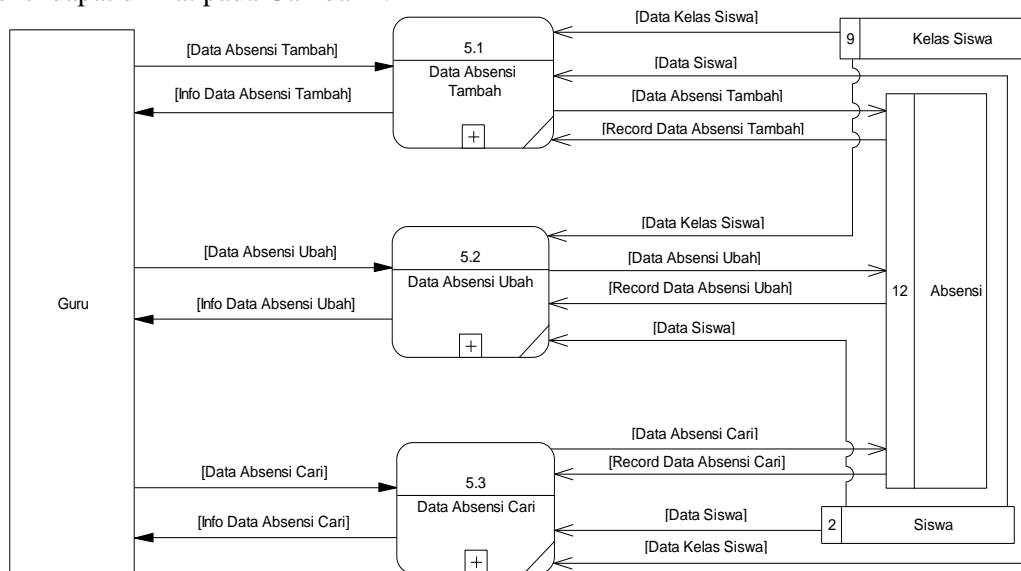 dapat dilihat pada Gambar
[Data Kelas Siswa]
9
Kelas Siswa
[Data Absensi Tambah]
5.1
Data Absensi
Tambah
[Data Siswa]
[Info Data Absensi Tambah]
[Data Absensi Tambah]
[Record Data Absensi Tambah]
[Data Kelas Siswa]
[Data Absensi Ubah]
5.2
Data Absensi Ubah
[Data Absensi Ubah]
[Record Data Absensi Ubah]
Guru
[Info Data Absensi Ubah]
12
Absensi
[Data Siswa]
[Data Absensi Cari]
[Record Data Absensi Cari]
[Data Absensi Cari]
5.3
Data Absensi Cari
[Info Data Absensi Cari]
[Data Siswa]
2
Siswa
[Data Kelas Siswa]